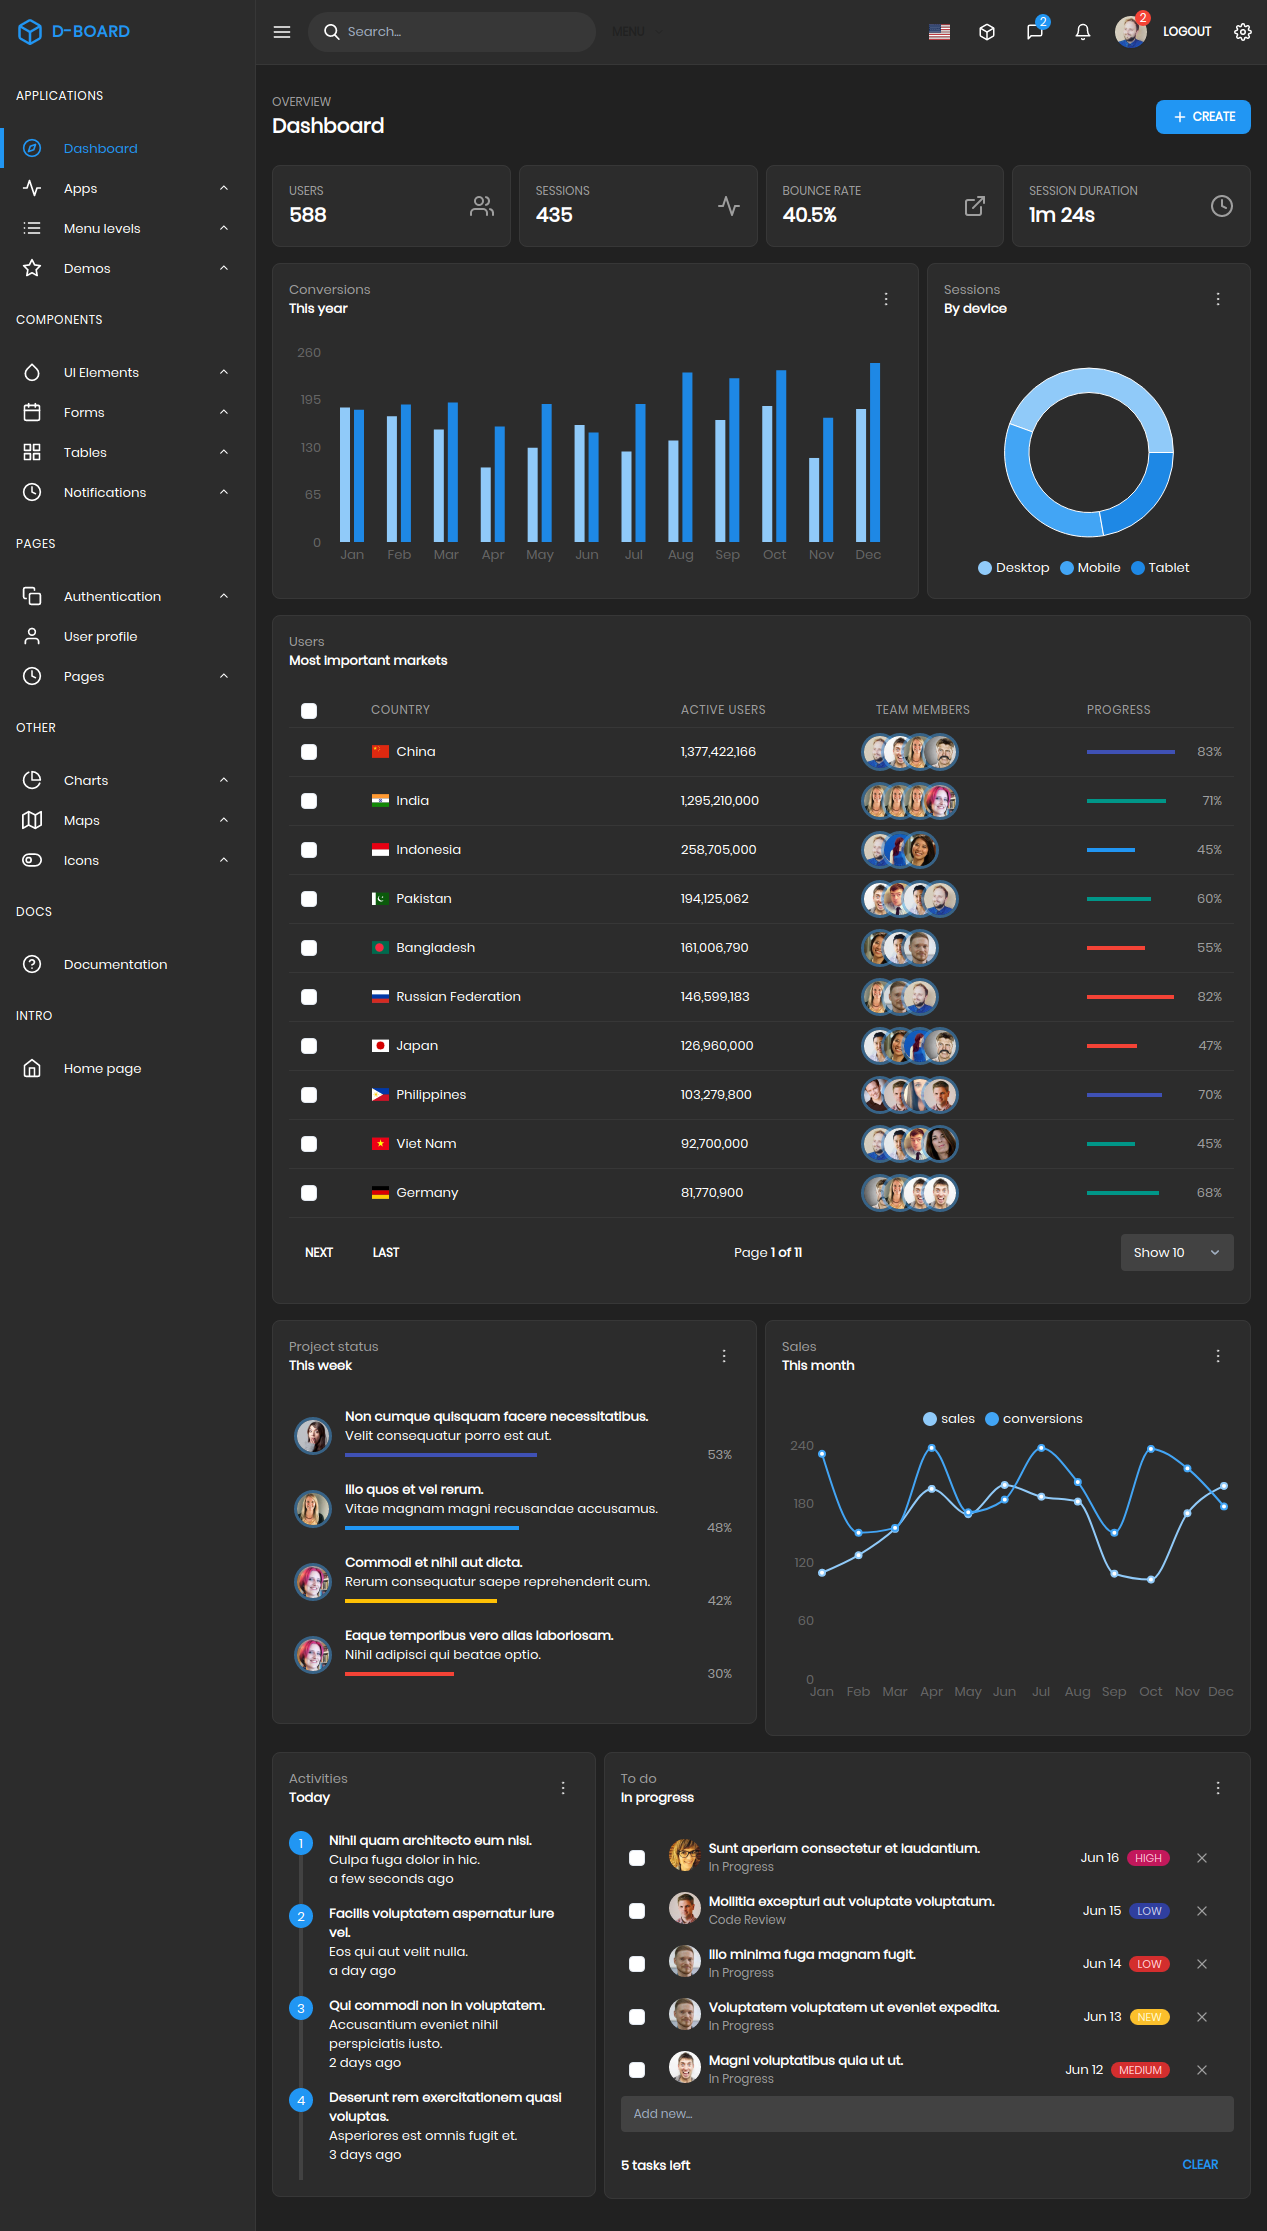 D-BOARD
Search...
MENU
2
2
LOGOUT
APPLICATIONS
Dashboard
Apps
Menu levels
Demos
COMPONENTS
UI Elements
Forms
Tables
Notifications
PAGES
Authentication
User profile
Pages
OTHER
Charts
Maps
Icons
DOCS
Documentation
INTRO
Home page
OVERVIEW
Dashboard
CREATE
USERS
588
SESSIONS
435
BOUNCE RATE
40.5%
SESSION DURATION
1m 24s
Conversions
This year
260
195
130
65
0
Jan Feb Mar Apr May Jun Jul Aug Sep Oct Nov Dec
Sessions
By device
Desktop Mobile Tablet
Users
Most important markets
COUNTRY ACTIVE USERS TEAM MEMBERS PROGRESS
China 1,377,422,166 83%
India 1,295,210,000 71%
Indonesia 258,705,000 45%
Pakistan 194,125,062 60%
Bangladesh 161,006,790 55%
Russian Federation 146,599,183 82%
Japan 126,960,000 47%
Philippines 103,279,800 70%
Viet Nam 92,700,000 45%
Germany 81,770,900 68%
NEXT LAST Page 1 of 11 Show 10
Project status
This week
Non cumque quisquam facere necessitatibus.
Velit consequatur porro est aut.
53%
Illo quos et vel rerum.
Vitae magnam magni recusandae accusamus.
48%
Commodi et nihil aut dicta.
Rerum consequatur saepe reprehenderit cum.
42%
Eaque temporibus vero alias laboriosam.
Nihil adipisci qui beatae optio.
30%
Sales
This month
sales conversions
240
180
120
60
0
Jan Feb Mar Apr May Jun Jul Aug Sep Oct Nov Dec
Activities
Today
1
Nihil quam architecto eum nisi.
Culpa fuga dolor in hic.
a few seconds ago
2
Facilis voluptatem aspernatur iure
vel.
Eos qui aut velit nulla.
a day ago
3
Qui commodi non in voluptatem.
Accusantium eveniet nihil
perspiciatis iusto.
2 days ago
4
Deserunt rem exercitationem quasi
voluptas.
Asperiores est omnis fugit et.
3 days ago
To do
In progress
Sunt aperiam consectetur et laudantium.
In Progress
Jun 16 HIGH
Mollitia excepturi aut voluptate voluptatum.
Code Review
Jun 15 LOW
Illo minima fuga magnam fugit.
In Progress
Jun 14 LOW
Voluptatem voluptatem ut eveniet expedita.
In Progress
Jun 13 NEW
Magni voluptatibus quia ut ut.
In Progress
Jun 12 MEDIUM
Add new...
5 tasks left
CLEAR